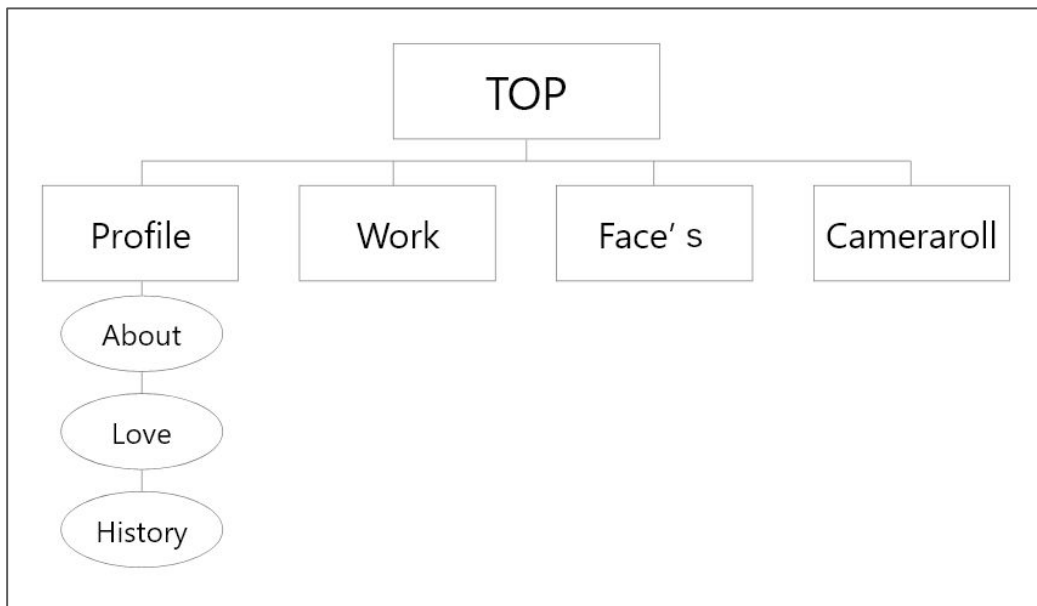 TOP
Profile
Work
Face’ s
Cameraroll
About
Love
History